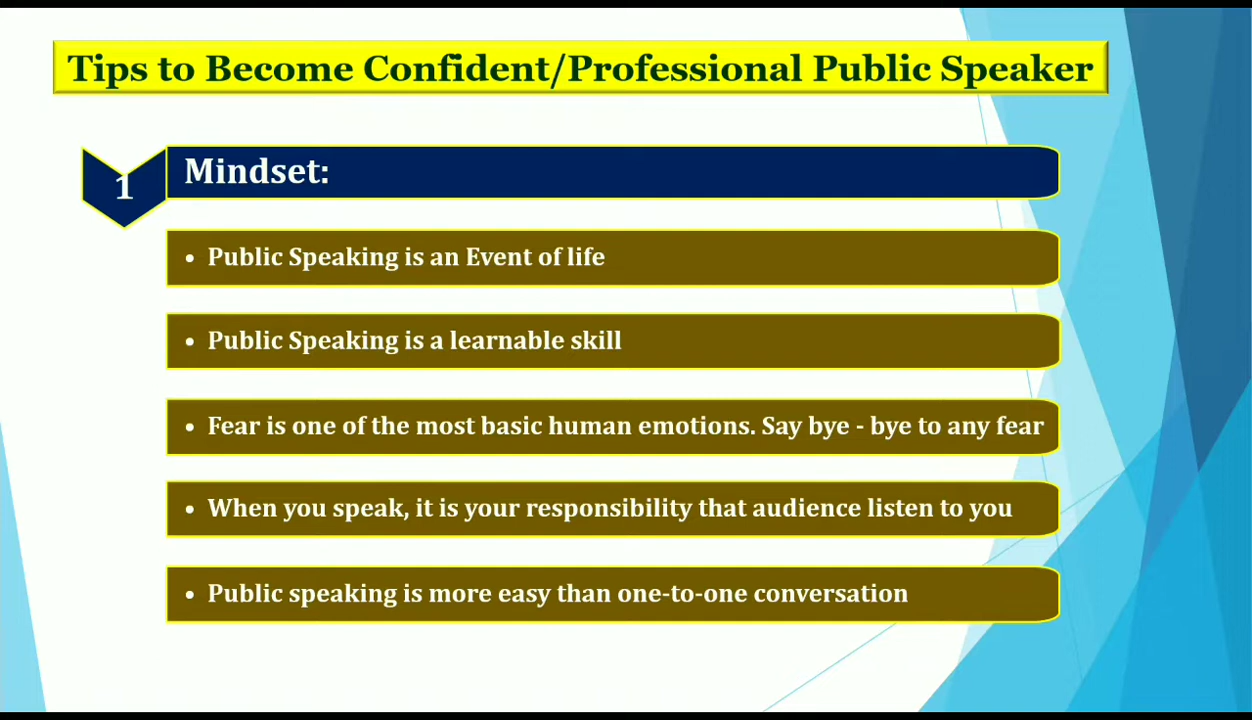 Tips to Become Confident/Professional Public Speaker
1
Mindset:
• Public Speaking is an Event of life
• Public Speaking is a learnable skill
• Fear is one of the most basic human emotions. Say bye - bye to any fear
• When you speak, it is your responsibility that audience listen to you
• Public speaking is more easy than one-to-one conversation